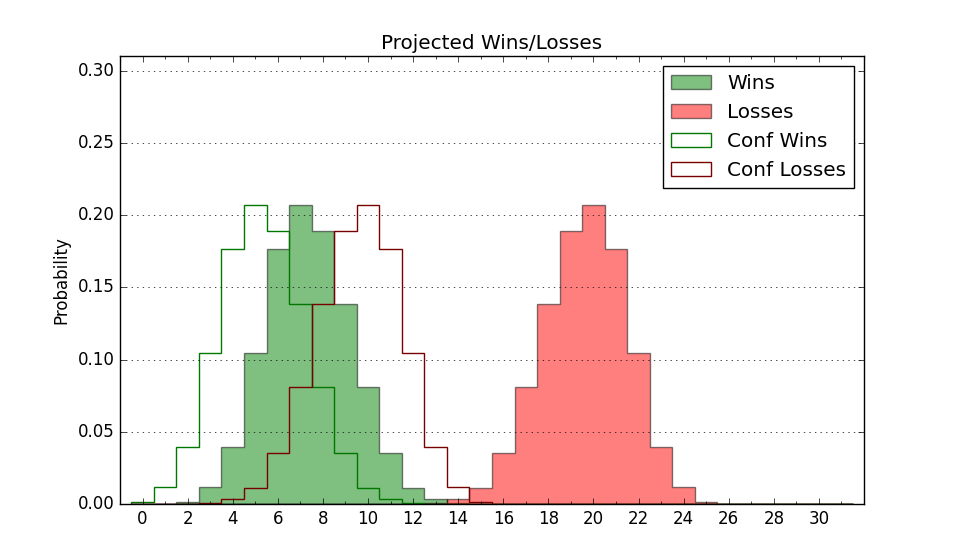 Projected Wins/Losses
0.30
0.25
0.20
0.15
0.10
0.05
0.00
Probability
Wins
Losses
Conf Wins
Conf Losses
0 2 4 6 8 10 12 14 16 18 20 22 24 26 28 30